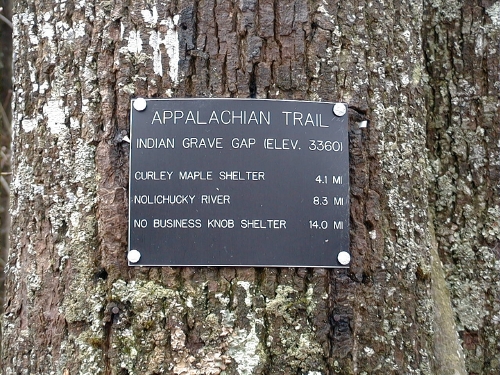 APPALACHIAN TRAIL
INDIAN GRAVE GAP (ELEV. 3360)
CURLEY MAPLE SHELTER 4.1 MI
NOLICHUCKY RIVER 8.3 MI
NO BUSINESS KNOB SHELTER 14.0 MI